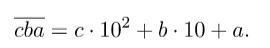 $\overline{cba} = c \cdot 10^2 + b \cdot 10 + a.$